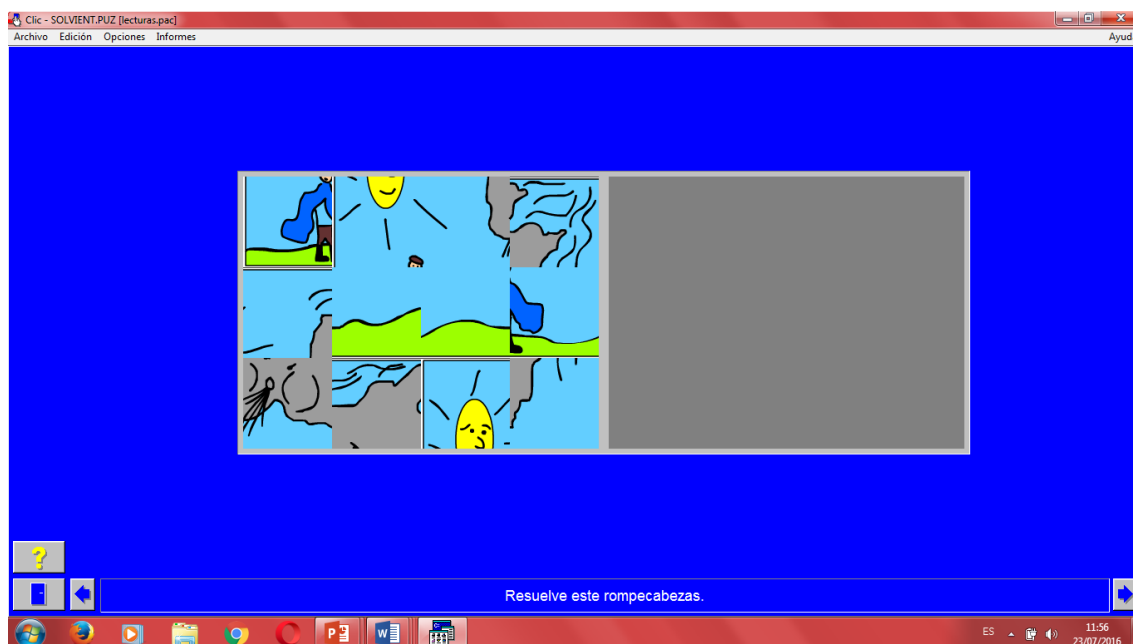 Clic - SOLVIENT.PUZ [lecturas.pac]
Archivo Edición Opciones Informes Ayud
?
Resuelve este rompecabezas.
ES 11:56
23/07/2016